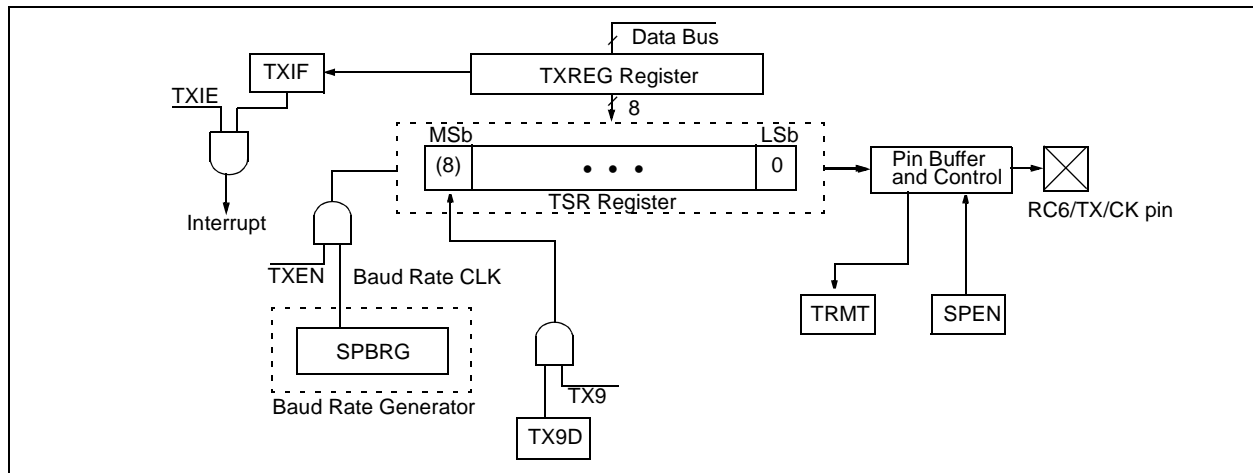 Data Bus
TXIF
TXREG Register
TXIE
8
MSb
LSb
(8)
• • •
0
Pin Buffer
and Control
TSR Register
RC6/TX/CK pin
Interrupt
TXEN
Baud Rate CLK
TRMT
SPEN
SPBRG
TX9
Baud Rate Generator
TX9D